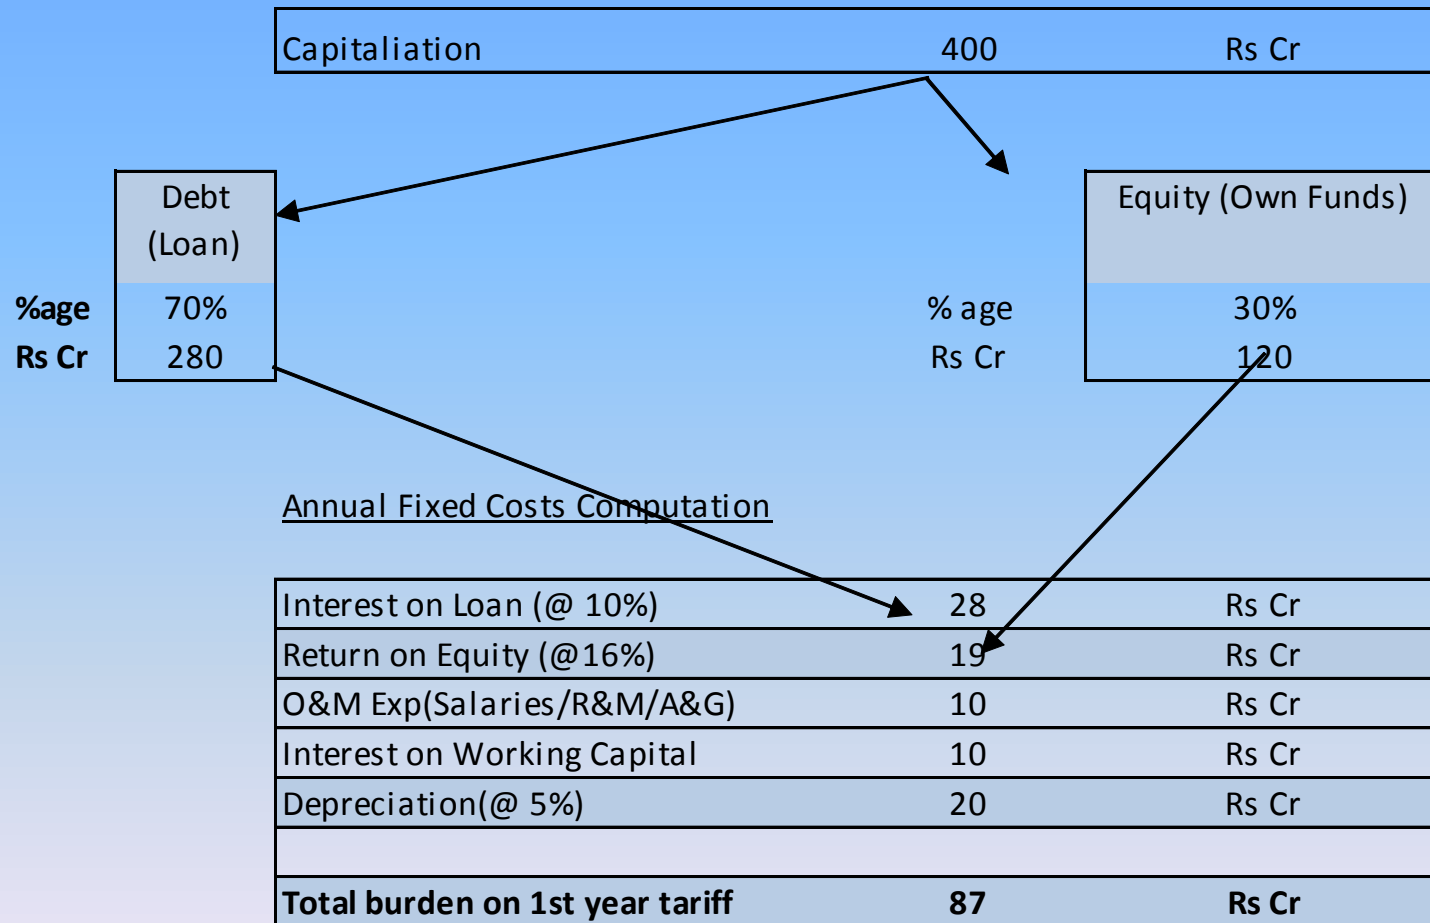 Capitaliation 400 Rs Cr
Debt Equity (Own Funds)
(Loan)
%age 70% % age 30%
Rs Cr 280 Rs Cr 120
Annual Fixed Costs Computation
Interest on Loan (@ 10%) 28 Rs Cr
Return on Equity (@16%) 19 Rs Cr
O&M Exp(Salaries/R&M/A&G) 10 Rs Cr
Interest on Working Capital 10 Rs Cr
Depreciation(@ 5%) 20 Rs Cr
Total burden on 1st year tariff 87 Rs Cr